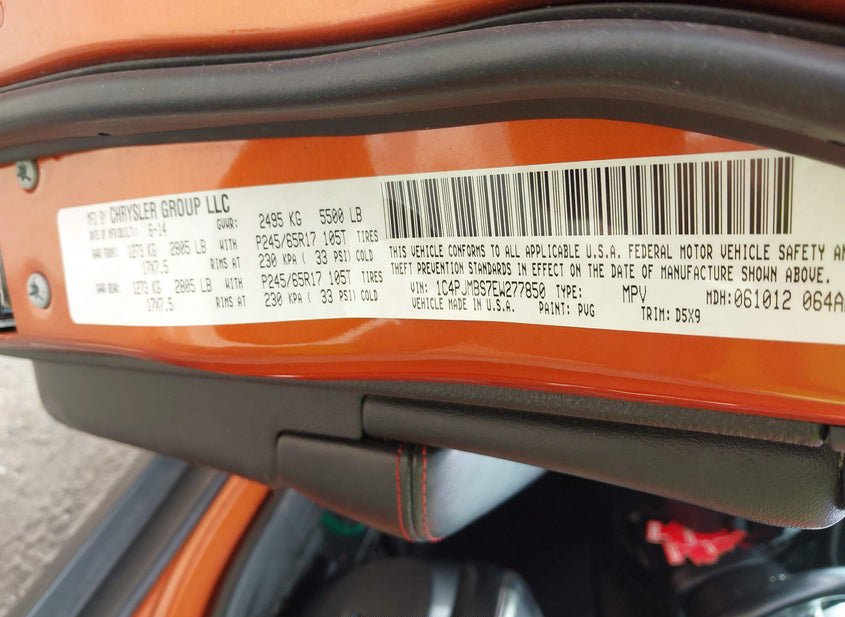 MFD BY CHRYSLER GROUP LLC
DATE OF MFR/BUILT: 6-14 GVWR: 2495 KG 5500 LB
GAWR FRONT: 1273 KG 2805 LB WITH P245/65R17 105T TIRES
17X7.5 RIMS AT 230 KPA ( 33 PSI) COLD
GAWR REAR: 1273 KG 2805 LB WITH P245/65R17 105T TIRES
17X7.5 RIMS AT 230 KPA ( 33 PSI) COLD
THIS VEHICLE CONFORMS TO ALL APPLICABLE U.S.A. FEDERAL MOTOR VEHICLE SAFETY
THEFT PREVENTION STANDARDS IN EFFECT ON THE DATE OF MANUFACTURE SHOWN ABOVE.
VIN: 1C4PJMBS7EW277850 TYPE: MPV MDH:061012 064A
VEHICLE MADE IN U.S.A. PAINT: PVG TRIM: D5X9